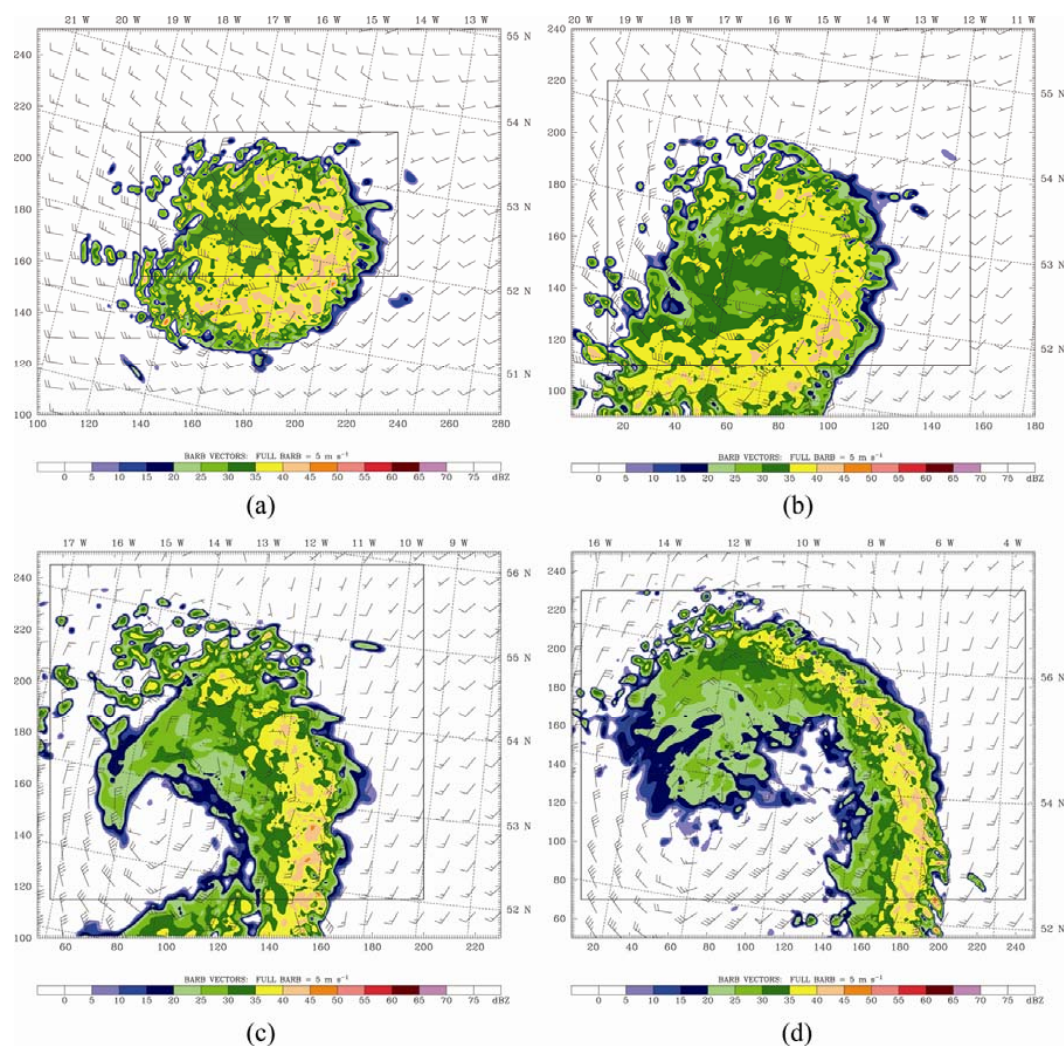 21 W 20 W 19 W 18 W 17 W 16 W 15 W 14 W 13 W
55 N
240
220
54 N
200
180
53 N
160
52 N
140
120
51 N
100
100 120 140 160 180 200 220 240 260 280
BARB VECTORS: FULL BARB = 5 m s⁻¹
0 5 10 15 20 25 30 35 40 45 50 55 60 65 70 75 dBZ
(a)
20 W 19 W 18 W 17 W 16 W 15 W 14 W 13 W 12 W 11 W
240
220
55 N
200
180
54 N
160
140
53 N
120
52 N
100
20 40 60 80 100 120 140 160 180
BARB VECTORS: FULL BARB = 5 m s⁻¹
0 5 10 15 20 25 30 35 40 45 50 55 60 65 70 75 dBZ
(b)
17 W 16 W 15 W 14 W 13 W 12 W 11 W 10 W 9 W
240
56 N
220
200
55 N
180
54 N
160
140
53 N
120
52 N
100
60 80 100 120 140 160 180 200 220
BARB VECTORS: FULL BARB = 5 m s⁻¹
0 5 10 15 20 25 30 35 40 45 50 55 60 65 70 75 dBZ
(c)
16 W 14 W 12 W 10 W 8 W 6 W 4 W
240
220
200
56 N
180
160
140
120
54 N
100
80
60
52 N
20 40 60 80 100 120 140 160 180 200 220 240
BARB VECTORS: FULL BARB = 5 m s⁻¹
0 5 10 15 20 25 30 35 40 45 50 55 60 65 70 75 dBZ
(d)